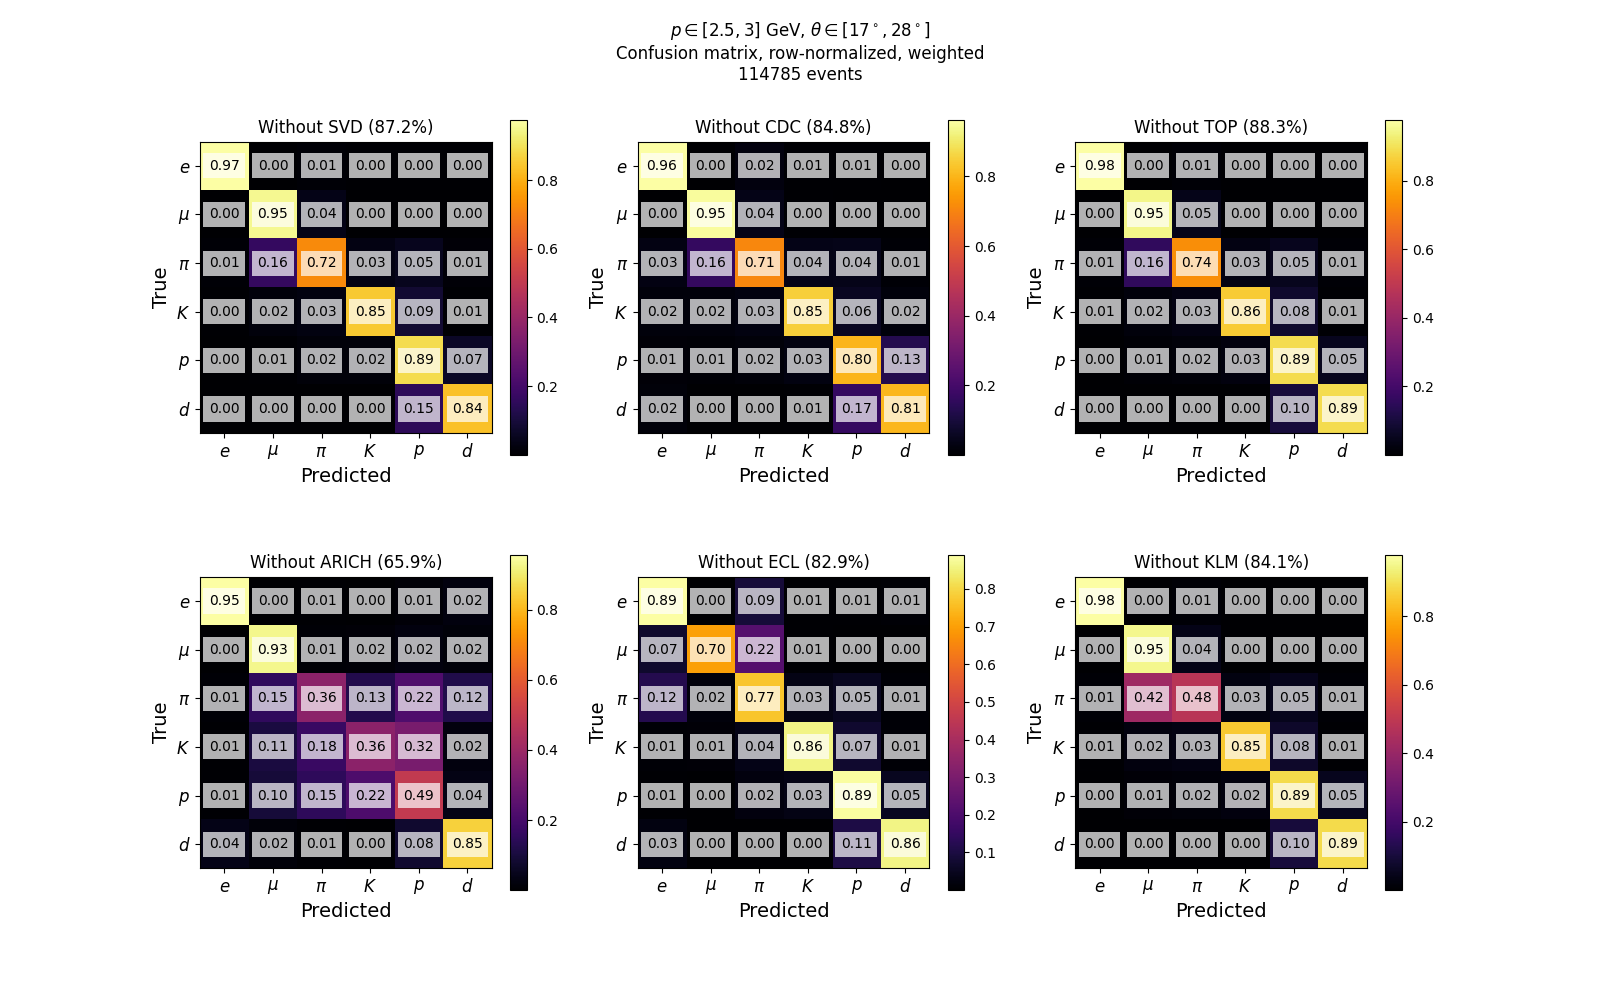 p ∈ [2.5, 3] GeV, θ ∈ [17°, 28°]
Confusion matrix, row-normalized, weighted
114785 events
Without SVD (87.2%)
e 0.97 0.00 0.01 0.00 0.00 0.00
μ 0.00 0.95 0.04 0.00 0.00 0.00
π 0.01 0.16 0.72 0.03 0.05 0.01
K 0.00 0.02 0.03 0.85 0.09 0.01
p 0.00 0.01 0.02 0.02 0.89 0.07
d 0.00 0.00 0.00 0.00 0.15 0.84
e μ π K p d
Predicted
True
0.8
0.6
0.4
0.2
Without CDC (84.8%)
e 0.96 0.00 0.02 0.01 0.01 0.00
μ 0.00 0.95 0.04 0.00 0.00 0.00
π 0.03 0.16 0.71 0.04 0.04 0.01
K 0.02 0.02 0.03 0.85 0.06 0.02
p 0.01 0.01 0.02 0.03 0.80 0.13
d 0.02 0.00 0.00 0.01 0.17 0.81
e μ π K p d
Predicted
True
0.8
0.6
0.4
0.2
Without TOP (88.3%)
e 0.98 0.00 0.01 0.00 0.00 0.00
μ 0.00 0.95 0.05 0.00 0.00 0.00
π 0.01 0.16 0.74 0.03 0.05 0.01
K 0.01 0.02 0.03 0.86 0.08 0.01
p 0.00 0.01 0.02 0.03 0.89 0.05
d 0.00 0.00 0.00 0.00 0.10 0.89
e μ π K p d
Predicted
True
0.8
0.6
0.4
0.2
Without ARICH (65.9%)
e 0.95 0.00 0.01 0.00 0.01 0.02
μ 0.00 0.93 0.01 0.02 0.02 0.02
π 0.01 0.15 0.36 0.13 0.22 0.12
K 0.01 0.11 0.18 0.36 0.32 0.02
p 0.01 0.10 0.15 0.22 0.49 0.04
d 0.04 0.02 0.01 0.00 0.08 0.85
e μ π K p d
Predicted
True
0.8
0.6
0.4
0.2
Without ECL (82.9%)
e 0.89 0.00 0.09 0.01 0.01 0.01
μ 0.07 0.70 0.22 0.01 0.00 0.00
π 0.12 0.02 0.77 0.03 0.05 0.01
K 0.01 0.01 0.04 0.86 0.07 0.01
p 0.01 0.00 0.02 0.03 0.89 0.05
d 0.03 0.00 0.00 0.00 0.11 0.86
e μ π K p d
Predicted
True
0.8
0.7
0.6
0.5
0.4
0.3
0.2
0.1
Without KLM (84.1%)
e 0.98 0.00 0.01 0.00 0.00 0.00
μ 0.00 0.95 0.04 0.00 0.00 0.00
π 0.01 0.42 0.48 0.03 0.05 0.01
K 0.01 0.02 0.03 0.85 0.08 0.01
p 0.00 0.01 0.02 0.02 0.89 0.05
d 0.00 0.00 0.00 0.00 0.10 0.89
e μ π K p d
Predicted
True
0.8
0.6
0.4
0.2